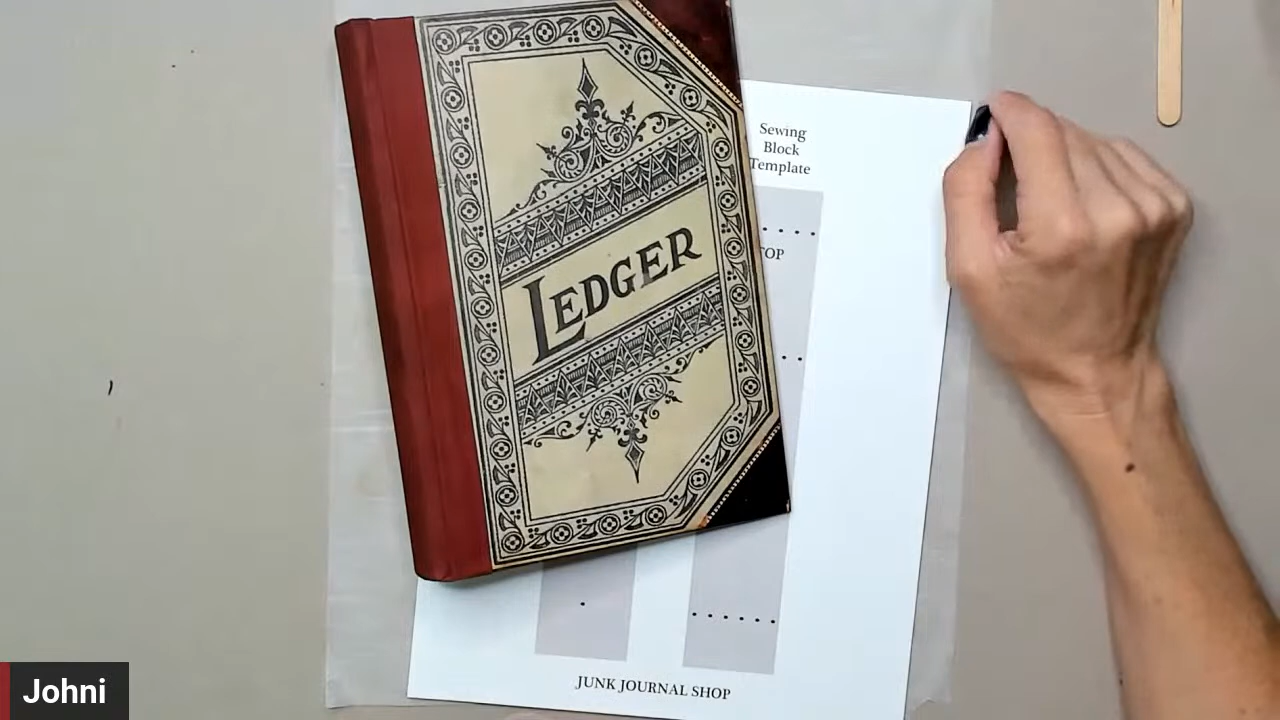 Sewing
Block
Template
LEDGER
JUNK JOURNAL SHOP
Johni